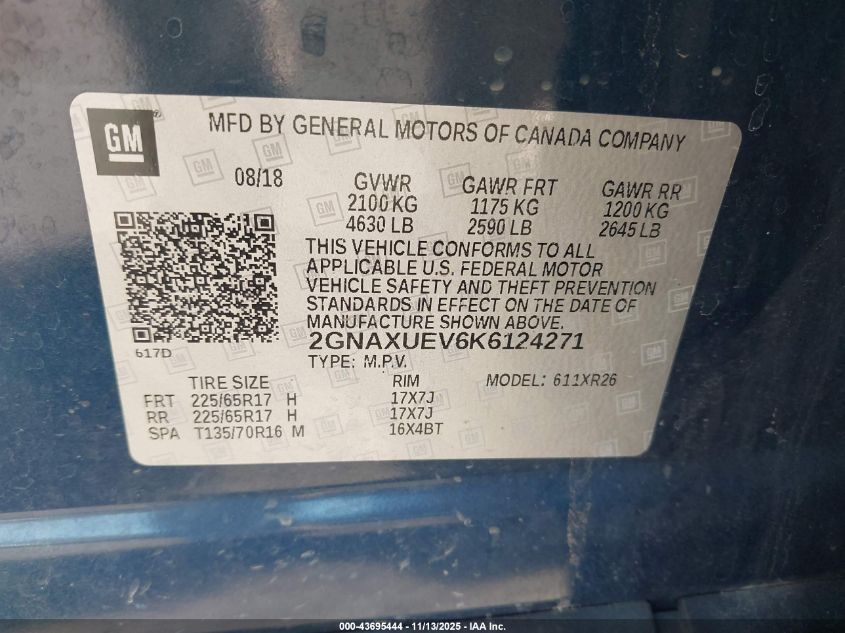 GM
MFD BY GENERAL MOTORS OF CANADA COMPANY
08/18
GVWR GAWR FRT GAWR RR
2100 KG 1175 KG 1200 KG
4630 LB 2590 LB 2645 LB
THIS VEHICLE CONFORMS TO ALL
APPLICABLE U.S. FEDERAL MOTOR
VEHICLE SAFETY AND THEFT PREVENTION
STANDARDS IN EFFECT ON THE DATE OF
MANUFACTURE SHOWN ABOVE.
617D
2GNAXUEV6K6124271
TYPE: M.P.V.
TIRE SIZE RIM MODEL: 611XR26
FRT 225/65R17 H 17X7J
RR 225/65R17 H 17X7J
SPA T135/70R16 M 16X4BT
000-43695444 - 11/13/2025 - IAA Inc.